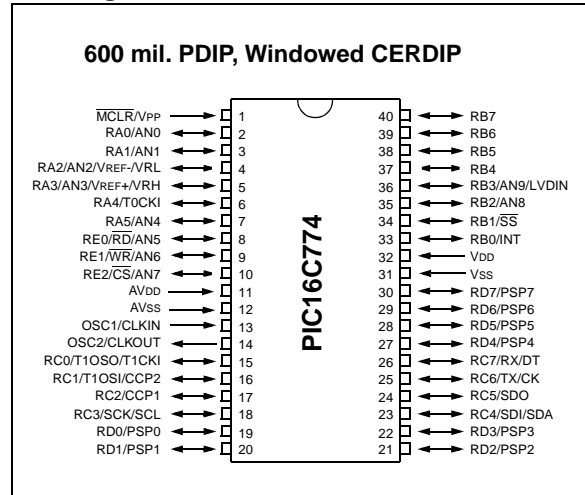 600 mil. PDIP, Windowed CERDIP
MCLR/VPP 1
RA0/AN0 2
RA1/AN1 3
RA2/AN2/VREF-/VRL 4
RA3/AN3/VREF+/VRH 5
RA4/T0CKI 6
RA5/AN4 7
RE0/RD/AN5 8
RE1/WR/AN6 9
RE2/CS/AN7 10
AVDD 11
AVSS 12
OSC1/CLKIN 13
OSC2/CLKOUT 14
RC0/T1OSO/T1CKI 15
RC1/T1OSI/CCP2 16
RC2/CCP1 17
RC3/SCK/SCL 18
RD0/PSP0 19
RD1/PSP1 20
PIC16C774
40 RB7
39 RB6
38 RB5
37 RB4
36 RB3/AN9/LVDIN
35 RB2/AN8
34 RB1/SS
33 RB0/INT
32 VDD
31 VSS
30 RD7/PSP7
29 RD6/PSP6
28 RD5/PSP5
27 RD4/PSP4
26 RC7/RX/DT
25 RC6/TX/CK
24 RC5/SDO
23 RC4/SDI/SDA
22 RD3/PSP3
21 RD2/PSP2